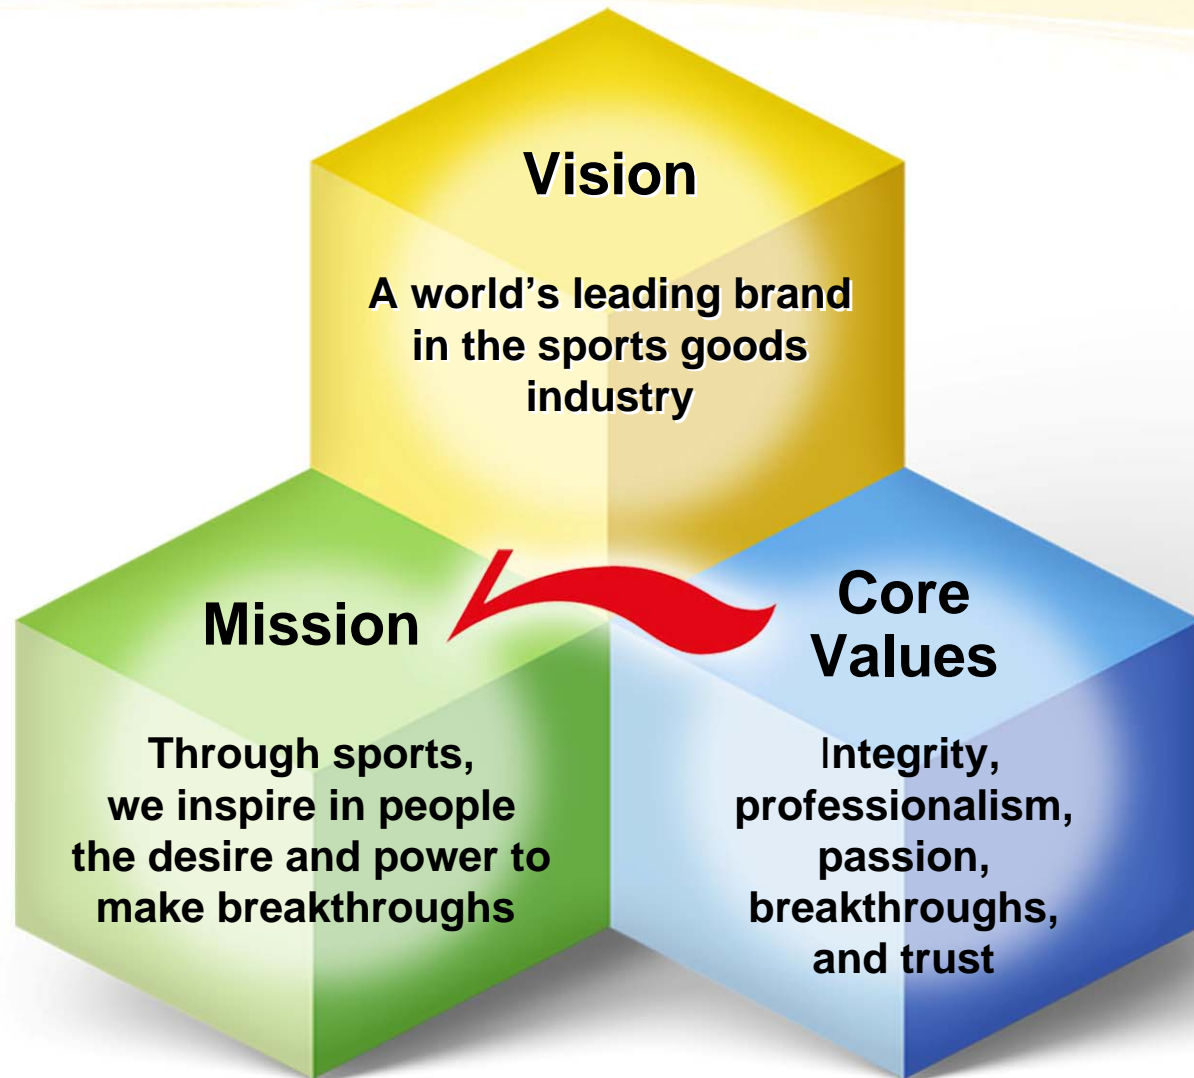 Vision
A world’s leading brand
in the sports goods
industry
Mission
Through sports,
we inspire in people
the desire and power to
make breakthroughs
Core
Values
Integrity,
professionalism,
passion,
breakthroughs,
and trust